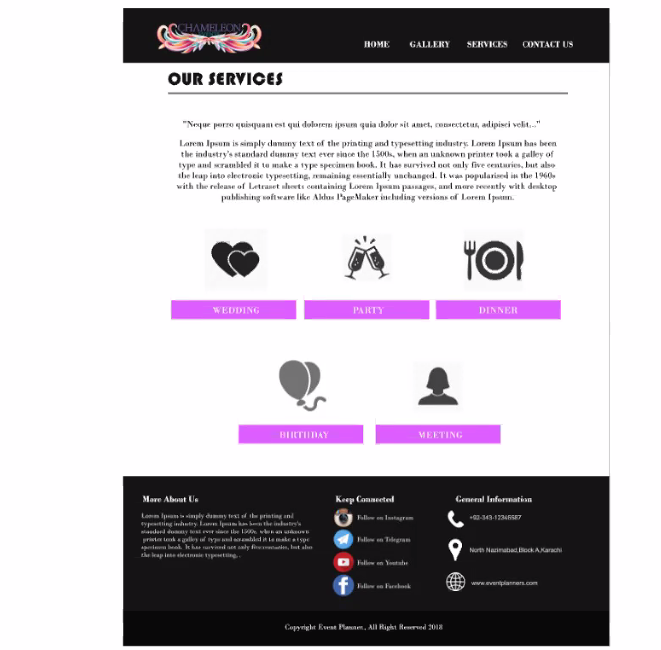 CHAMELEON
HOME GALLERY SERVICES CONTACT US
OUR SERVICES
"Neque porro quisquam est qui dolorem ipsum quia dolor sit amet, consectetur, adipisci velit..."
Lorem Ipsum is simply dummy text of the printing and typesetting industry. Lorem Ipsum has been
the industry's standard dummy text ever since the 1500s, when an unknown printer took a galley of
type and scrambled it to make a type specimen book. It has survived not only five centuries, but also
the leap into electronic typesetting, remaining essentially unchanged. It was popularised in the 1960s
with the release of Letraset sheets containing Lorem Ipsum passages, and more recently with desktop
publishing software like Aldus PageMaker including versions of Lorem Ipsum.
WEDDING PARTY DINNER
BIRTHDAY MEETING
More About Us
Lorem Ipsum is simply dummy text of the printing and
typesetting industry. Lorem Ipsum has been the industry's
standard dummy text ever since the 1500s, when an unknown
printer took a galley of type and scrambled it to make a type
specimen book. It has survived not only five centuries, but also
the leap into electronic typesetting, .
Keep Connected
Follow on Instagram
Follow on Telegram
Follow on Youtube
Follow on Facebook
General Information
North Nazimabad,Block A,Karachi
www.eventplanners.com
Copyright Event Planner, All Right Reserved 2018